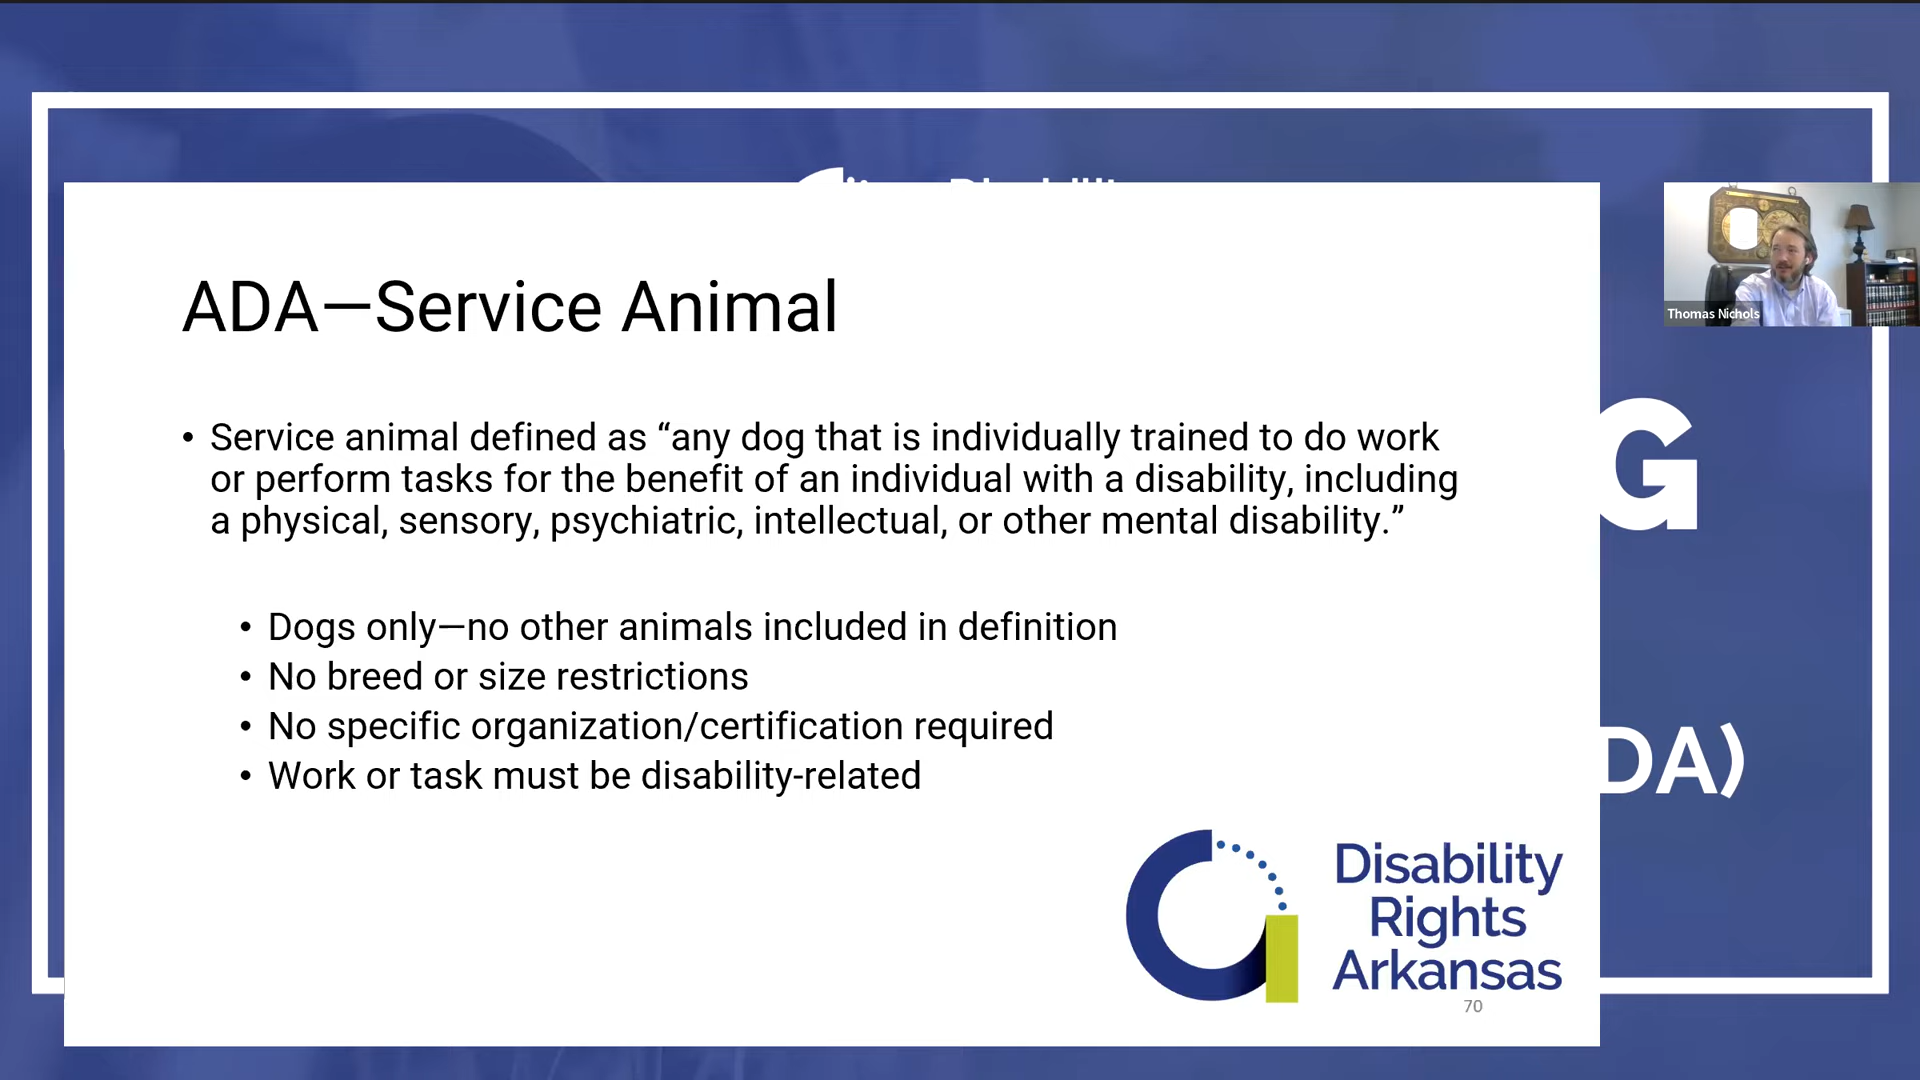 ADA—Service Animal
• Service animal defined as “any dog that is individually trained to do work
or perform tasks for the benefit of an individual with a disability, including
a physical, sensory, psychiatric, intellectual, or other mental disability.”
• Dogs only—no other animals included in definition
• No breed or size restrictions
• No specific organization/certification required
• Work or task must be disability-related
Disability
Rights
Arkansas
70
Thomas Nichols
G
DA)